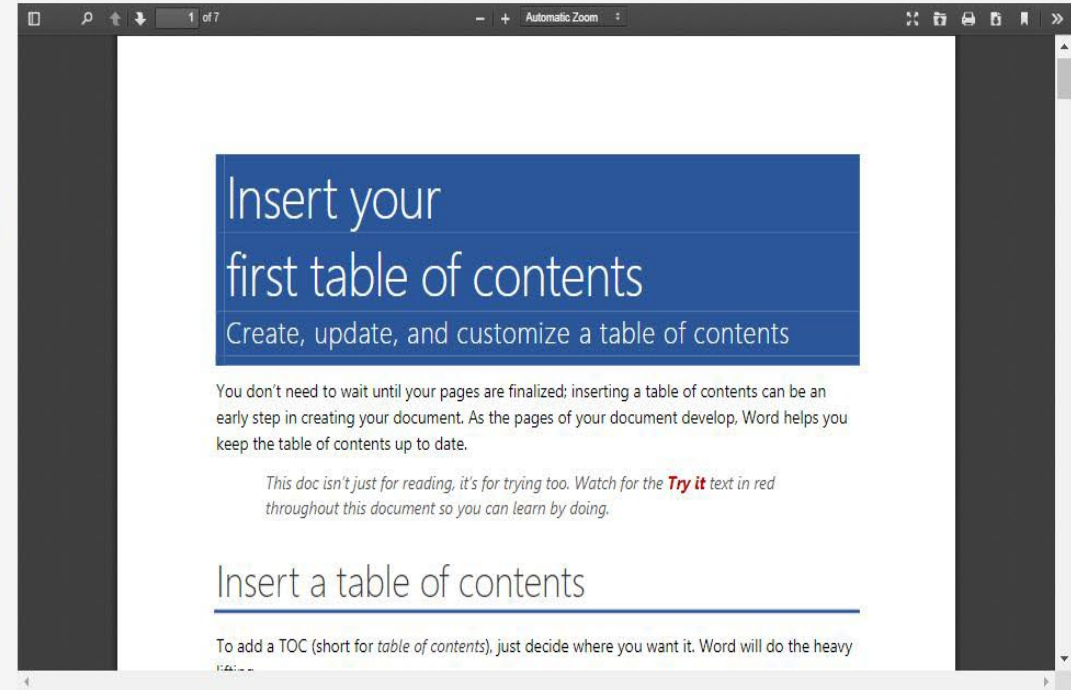 1 of 7
Automatic Zoom
Insert your
first table of contents
Create, update, and customize a table of contents
You don't need to wait until your pages are finalized; inserting a table of contents can be an
early step in creating your document. As the pages of your document develop, Word helps you
keep the table of contents up to date.
This doc isn't just for reading, it's for trying too. Watch for the Try it text in red
throughout this document so you can learn by doing.
Insert a table of contents
To add a TOC (short for table of contents), just decide where you want it. Word will do the heavy